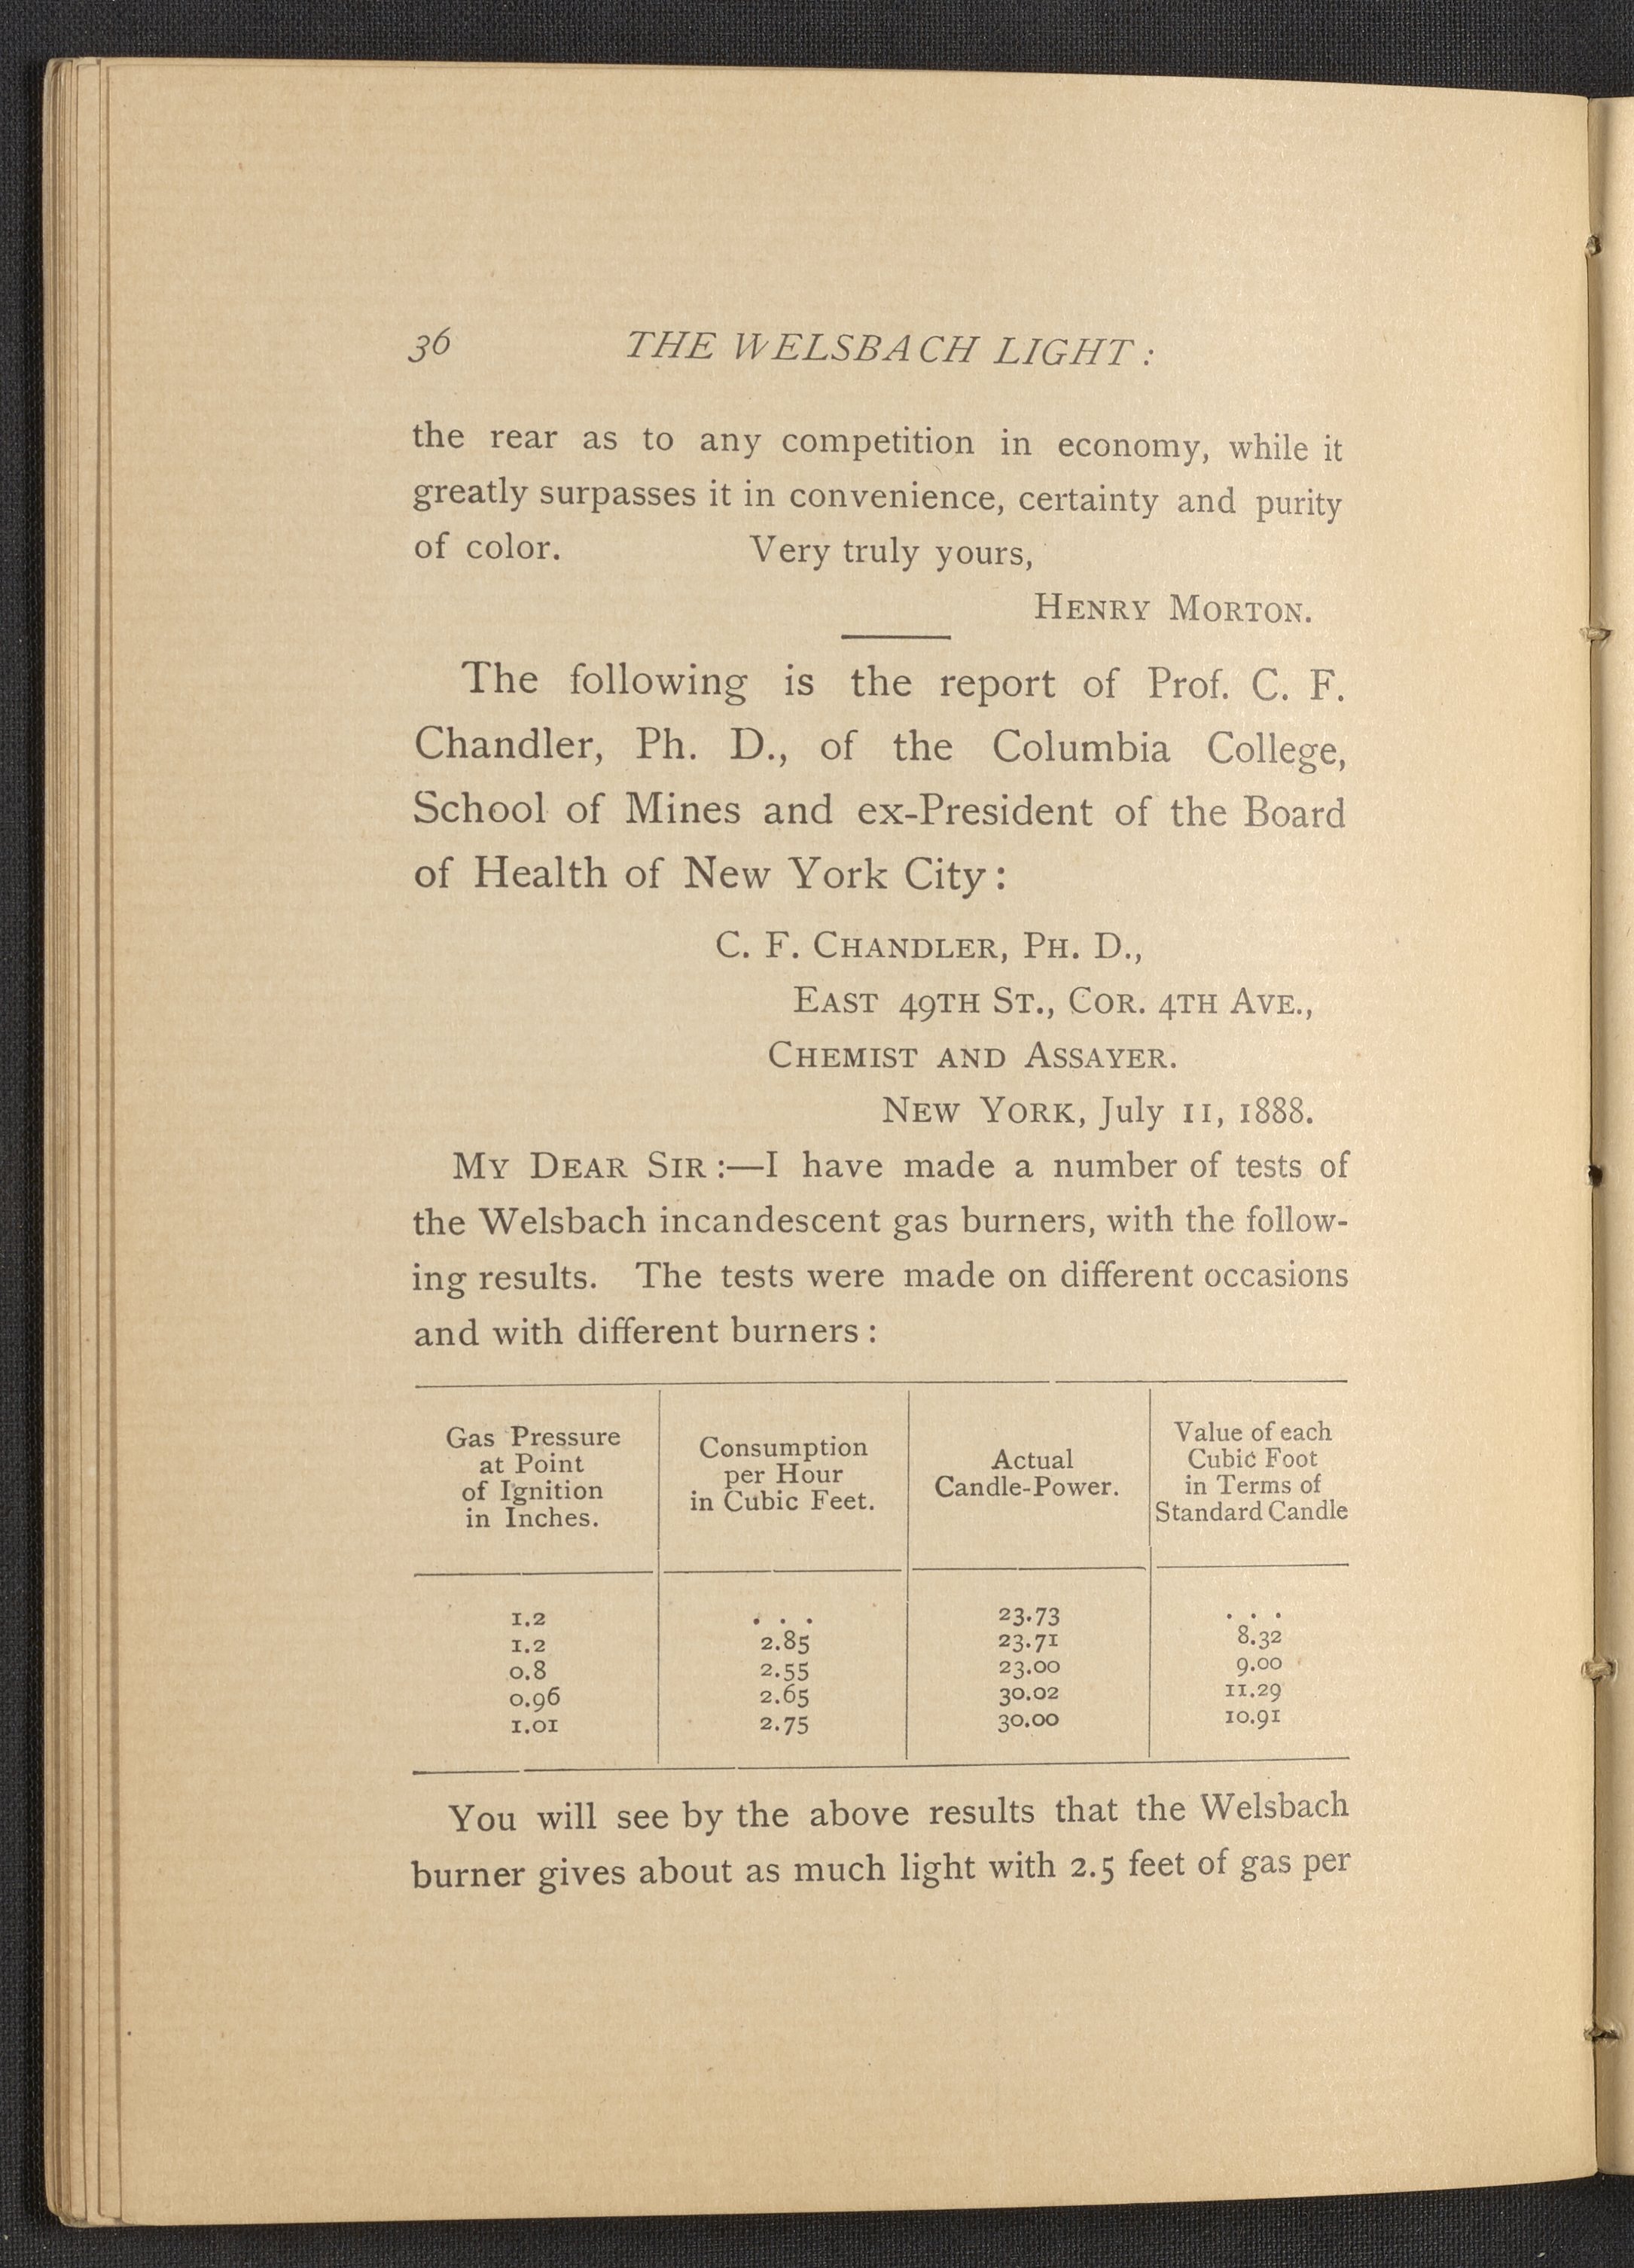 36 THE WELSBACH LIGHT:
the rear as to any competition in economy, while it
greatly surpasses it in convenience, certainty and purity
of color. Very truly yours,
HENRY MORTON.
The following is the report of Prof. C. F.
Chandler, Ph. D., of the Columbia College,
School of Mines and ex-President of the Board
of Health of New York City:
C. F. CHANDLER, PH. D.,
EAST 49TH ST., COR. 4TH AVE.,
CHEMIST AND ASSAYER.
NEW YORK, July 11, 1888.
MY DEAR SIR:—I have made a number of tests of
the Welsbach incandescent gas burners, with the follow-
ing results. The tests were made on different occasions
and with different burners:
Gas Pressure
at Point
of Ignition
in Inches.
Consumption
per Hour
in Cubic Feet.
Actual
Candle-Power.
Value of each
Cubic Foot
in Terms of
Standard Candle
1.2 . . . 23.73 . . .
1.2 2.85 23.71 8.32
0.8 2.55 23.00 9.00
0.96 2.65 30.02 11.29
1.01 2.75 30.00 10.91
You will see by the above results that the Welsbach
burner gives about as much light with 2.5 feet of gas per